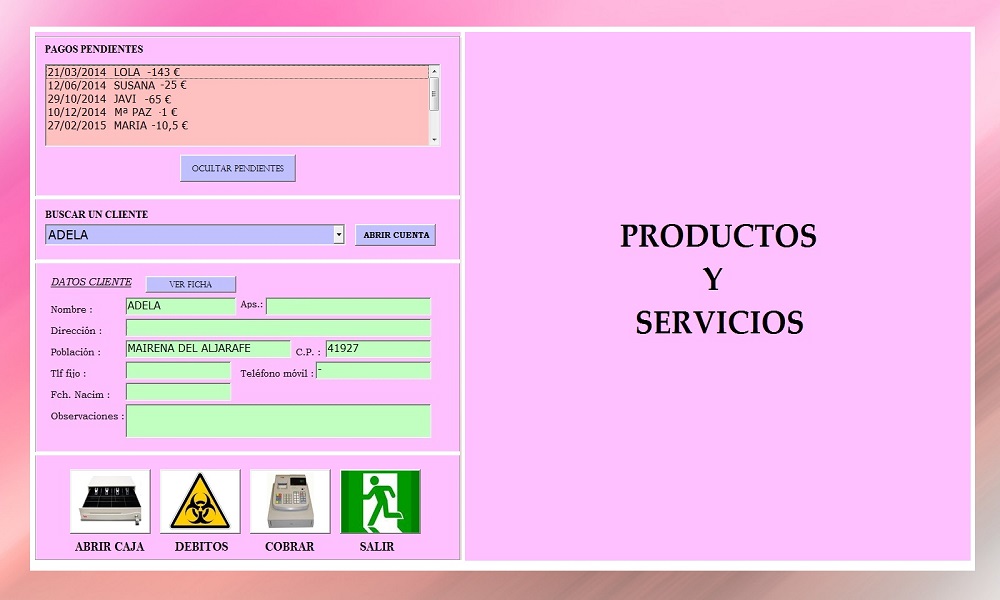 PAGOS PENDIENTES
21/03/2014 LOLA -143 €
12/06/2014 SUSANA -25 €
29/10/2014 JAVI -65 €
10/12/2014 Mª PAZ -1 €
27/02/2015 MARIA -10,5 €
OCULTAR PENDIENTES
BUSCAR UN CLIENTE
ADELA
ABRIR CUENTA
DATOS CLIENTE VER FICHA
Nombre : ADELA Aps.:
Dirección :
Población : MAIRENA DEL ALJARAFE C.P. : 41927
Tlf fijo : Teléfono móvil : -
Fch. Nacim :
Observaciones :
ABRIR CAJA DEBITOS COBRAR SALIR
PRODUCTOS
Y
SERVICIOS